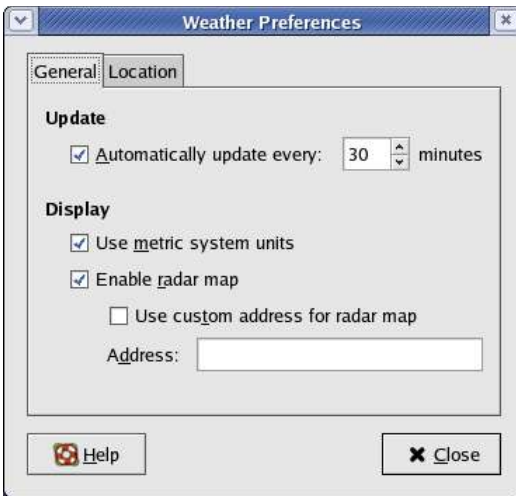 Weather Preferences
General Location
Update
Automatically update every: 30 minutes
Display
Use metric system units
Enable radar map
Use custom address for radar map
Address:
Help Close